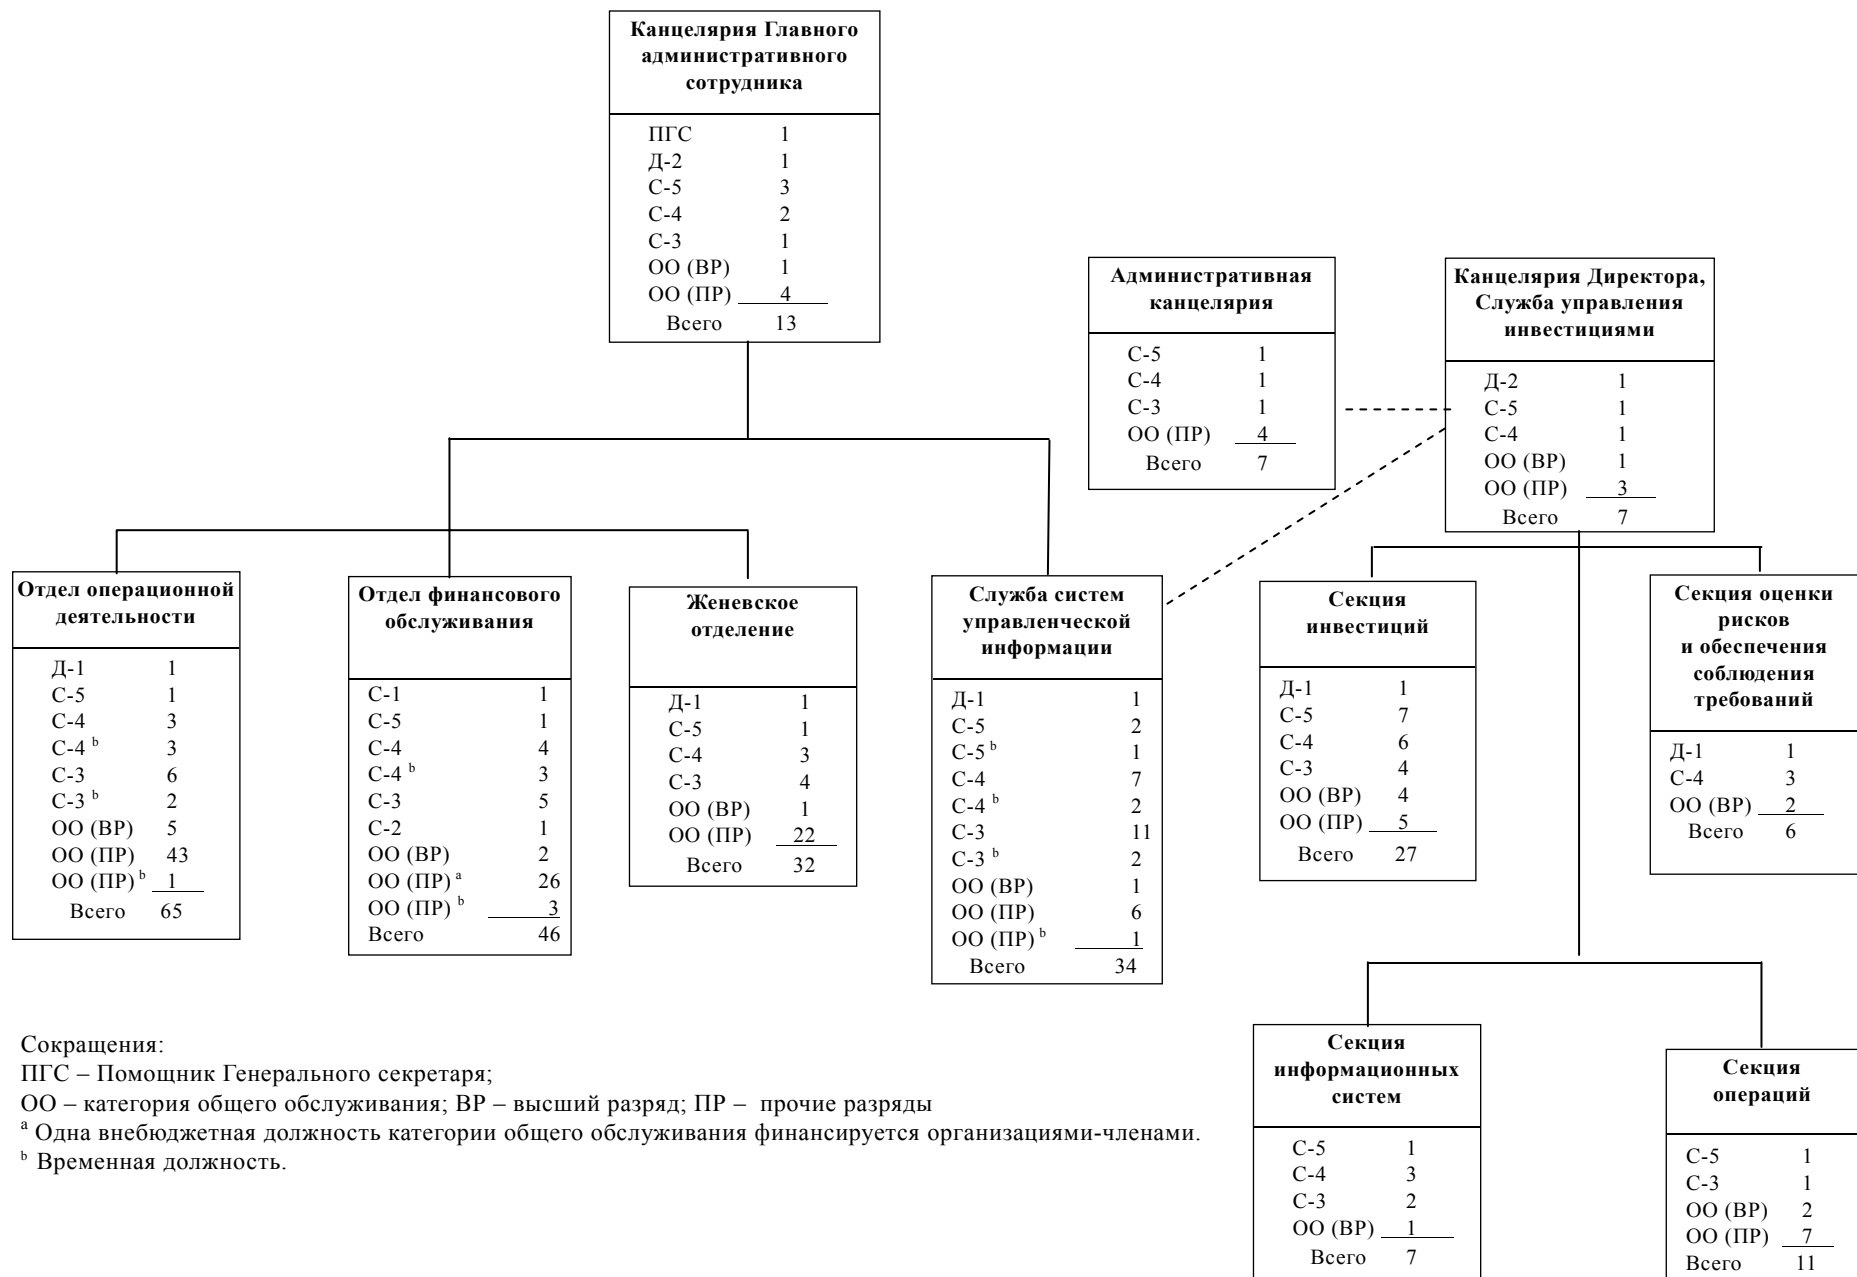 Канцелярия Главного
административного
сотрудника
ПГС 1
Д-2 1
С-5 3
С-4 2
С-3 1
ОО (ВР) 1
ОО (ПР) 4
Всего 13
Административная
канцелярия
С-5 1
С-4 1
С-3 1
ОО (ПР) 4
Всего 7
Канцелярия Директора,
Служба управления
инвестициями
Д-2 1
С-5 1
С-4 1
ОО (ВР) 1
ОО (ПР) 3
Всего 7
Отдел операционной
деятельности
Д-1 1
С-5 1
С-4 3
С-4 b 3
С-3 6
С-3 b 2
ОО (ВР) 5
ОО (ПР) 43
ОО (ПР) b 1
Всего 65
Отдел финансового
обслуживания
С-1 1
С-5 1
С-4 4
С-4 b 3
С-3 5
С-2 1
ОО (ВР) 2
ОО (ПР) a 26
ОО (ПР) b 3
Всего 46
Женевское
отделение
Д-1 1
С-5 1
С-4 3
С-3 4
ОО (ВР) 1
ОО (ПР) 22
Всего 32
Служба систем
управленческой
информации
Д-1 1
С-5 2
С-5 b 1
С-4 7
С-4 b 2
С-3 11
С-3 b 2
ОО (ВР) 1
ОО (ПР) 6
ОО (ПР) b 1
Всего 34
Секция
инвестиций
Д-1 1
С-5 7
С-4 6
С-3 4
ОО (ВР) 4
ОО (ПР) 5
Всего 27
Секция оценки
рисков
и обеспечения
соблюдения
требований
Д-1 1
С-4 3
ОО (ВР) 2
Всего 6
Секция
информационных
систем
С-5 1
С-4 3
С-3 2
ОО (ВР) 1
Всего 7
Секция
операций
С-5 1
С-3 1
ОО (ВР) 2
ОО (ПР) 7
Всего 11
Сокращения:
ПГС – Помощник Генерального секретаря;
ОО – категория общего обслуживания; ВР – высший разряд; ПР – прочие разряды
a Одна внебюджетная должность категории общего обслуживания финансируется организациями-членами.
b Временная должность.